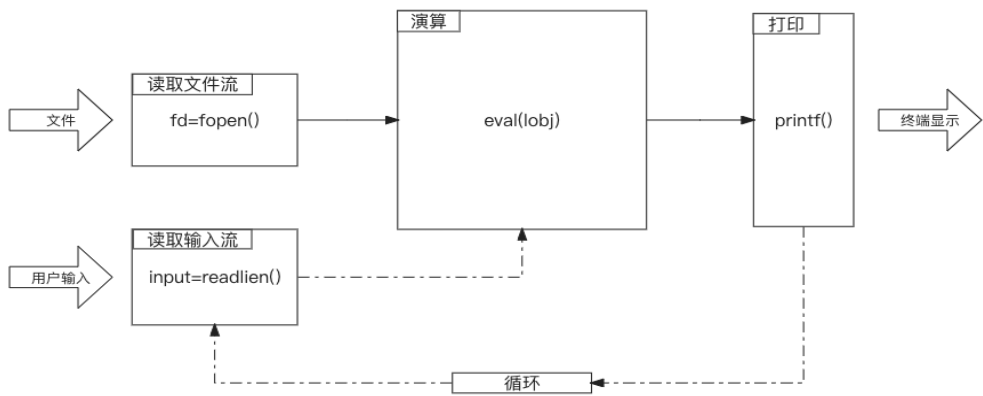 演算
打印
读取文件流
文件
fd=fopen()
eval(lobj)
printf()
终端显示
读取输入流
用户输入
input=readlien()
循环